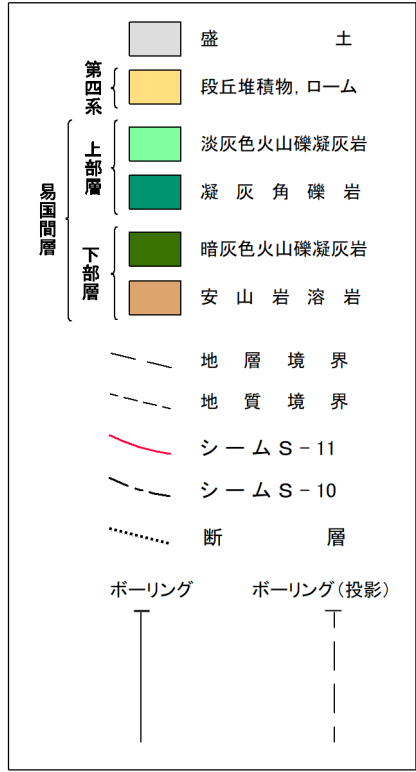 盛土
第四系
段丘堆積物, ローム
易国間層
上部層
淡灰色火山礫凝灰岩
凝灰角礫岩
下部層
暗灰色火山礫凝灰岩
安山岩溶岩
地層境界
地質境界
シームS-11
シームS-10
断層
ボーリング
ボーリング(投影)